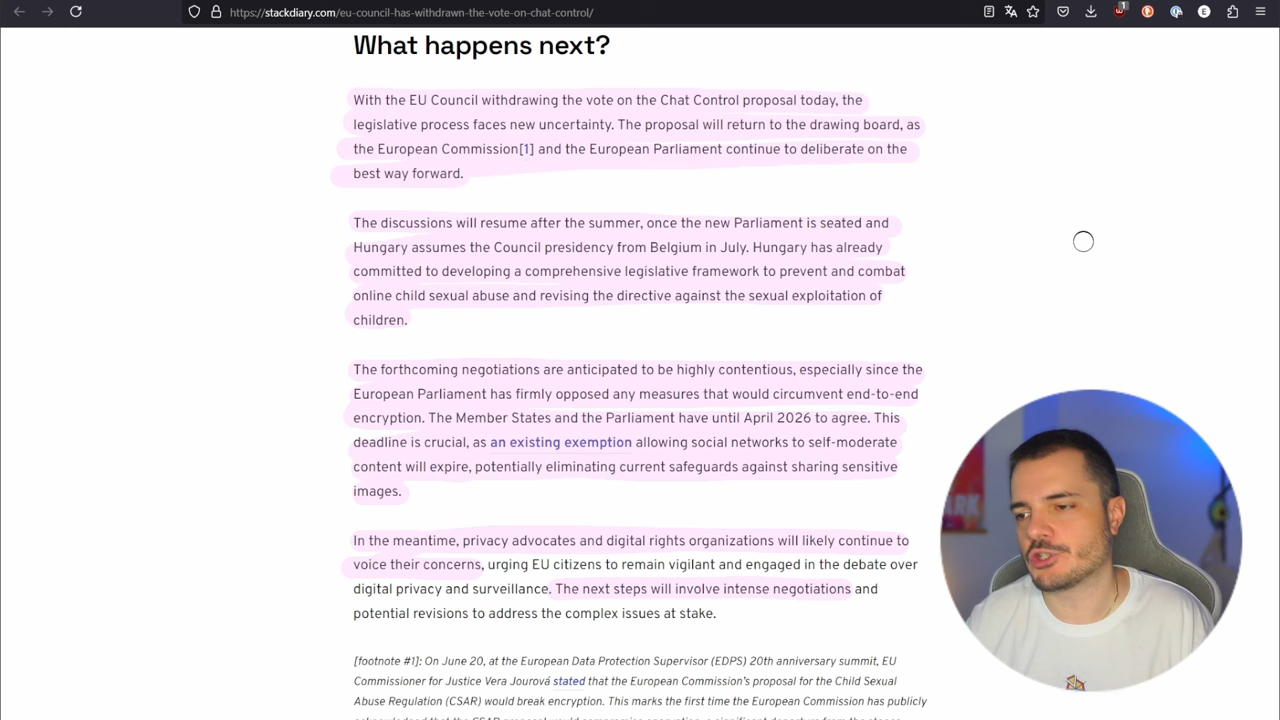 https://stackdiary.com/eu-council-has-withdrawn-the-vote-on-chat-control/
1
E
What happens next?
With the EU Council withdrawing the vote on the Chat Control proposal today, the
legislative process faces new uncertainty. The proposal will return to the drawing board, as
the European Commission[1] and the European Parliament continue to deliberate on the
best way forward.
The discussions will resume after the summer, once the new Parliament is seated and
Hungary assumes the Council presidency from Belgium in July. Hungary has already
committed to developing a comprehensive legislative framework to prevent and combat
online child sexual abuse and revising the directive against the sexual exploitation of
children.
The forthcoming negotiations are anticipated to be highly contentious, especially since the
European Parliament has firmly opposed any measures that would circumvent end-to-end
encryption. The Member States and the Parliament have until April 2026 to agree. This
deadline is crucial, as an existing exemption allowing social networks to self-moderate
content will expire, potentially eliminating current safeguards against sharing sensitive
images.
In the meantime, privacy advocates and digital rights organizations will likely continue to
voice their concerns, urging EU citizens to remain vigilant and engaged in the debate over
digital privacy and surveillance. The next steps will involve intense negotiations and
potential revisions to address the complex issues at stake.
[footnote #1]: On June 20, at the European Data Protection Supervisor (EDPS) 20th anniversary summit, EU
Commissioner for Justice Vera Jourová stated that the European Commission's proposal for the Child Sexual
Abuse Regulation (CSAR) would break encryption. This marks the first time the European Commission has publicly